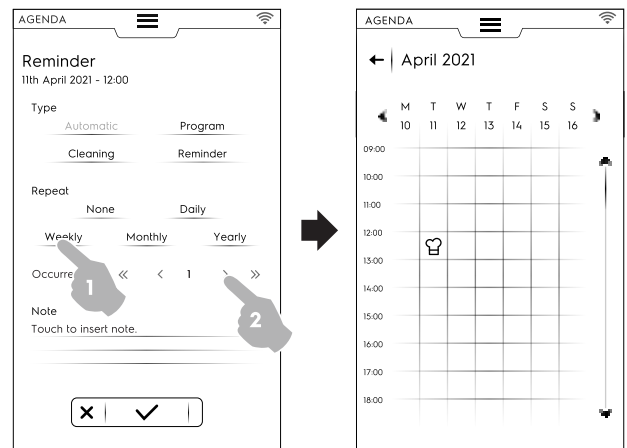 AGENDA
Reminder
11th April 2021 - 12:00
Type
Automatic Program
Cleaning Reminder
Repeat
None Daily
Weekly Monthly Yearly
Occurre « < 1 > »
Note
Touch to insert note.
1
2
AGENDA
April 2021
M T W T F S S
10 11 12 13 14 15 16
09:00
10:00
11:00
12:00
13:00
14:00
15:00
16:00
17:00
18:00